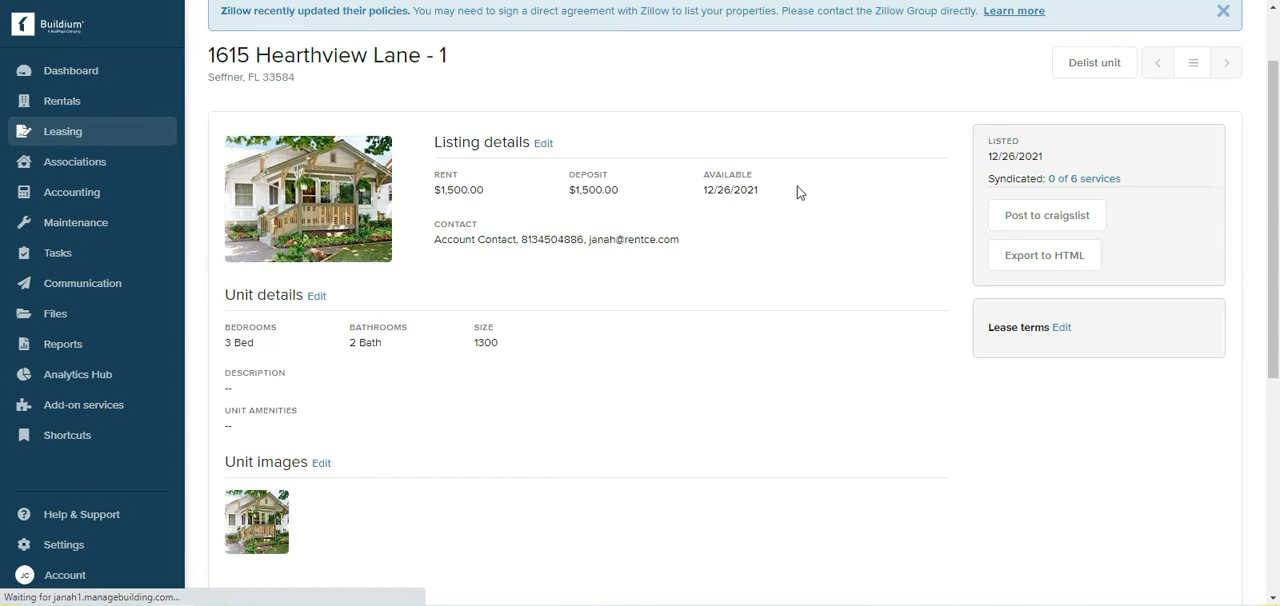 Buildium®
A RealPage Company
Dashboard
Rentals
Leasing
Associations
Accounting
Maintenance
Tasks
Communication
Files
Reports
Analytics Hub
Add-on services
Shortcuts
Help & Support
Settings
JC Account
Waiting for janah1.managebuilding.com...
Zillow recently updated their policies. You may need to sign a direct agreement with Zillow to list your properties. Please contact the Zillow Group directly. Learn more
1615 Hearthview Lane - 1
Seffner, FL 33584
Delist unit
Listing details Edit
RENT DEPOSIT AVAILABLE
$1,500.00 $1,500.00 12/26/2021
CONTACT
Account Contact, 8134504886, janah@rentce.com
Unit details Edit
BEDROOMS BATHROOMS SIZE
3 Bed 2 Bath 1300
DESCRIPTION
--
UNIT AMENITIES
--
Unit images Edit
LISTED
12/26/2021
Syndicated: 0 of 6 services
Post to craigslist
Export to HTML
Lease terms Edit